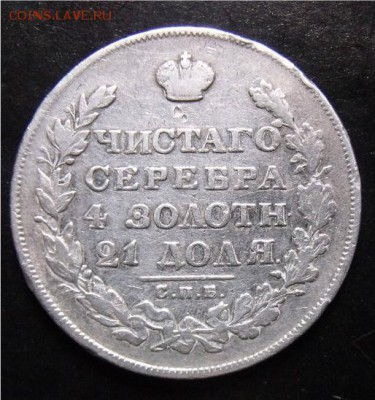 COINS.LAVE.RU
ЧИСТАГО
СЕРЕБРА
4 ЗОЛОТН
21 ДОЛЯ.
С.П.Б.